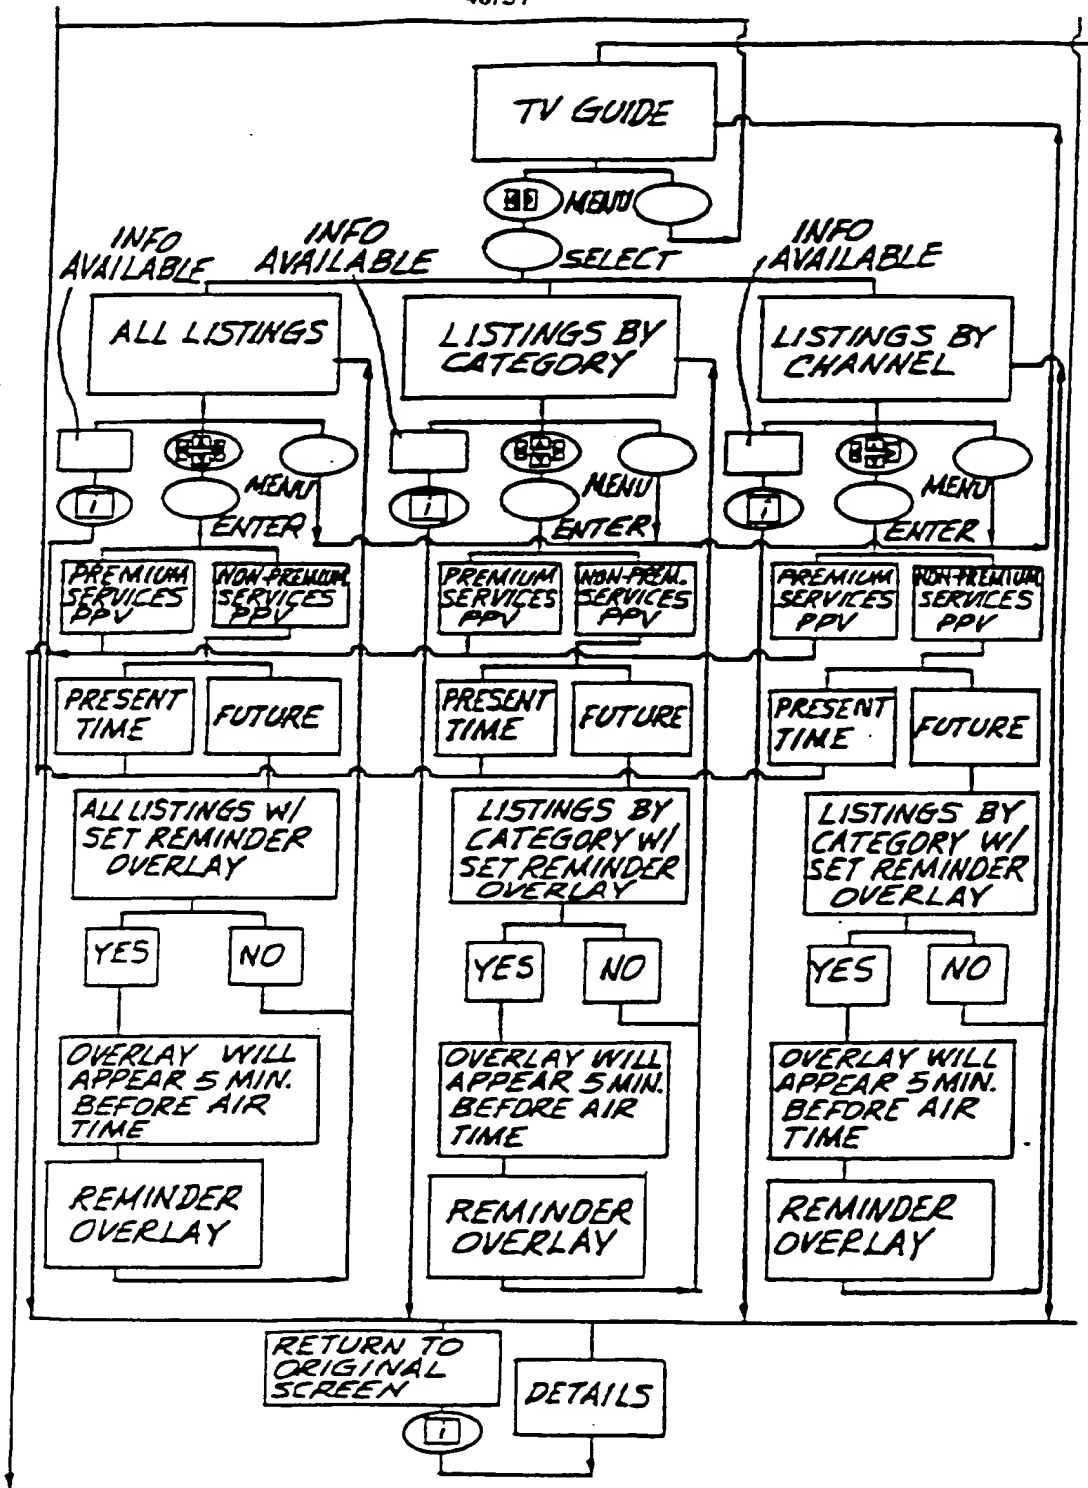 TV GUIDE
MENU
SELECT
INFO
AVAILABLE
INFO
AVAILABLE
INFO
AVAILABLE
ALL LISTINGS
LISTINGS BY
CATEGORY
LISTINGS BY
CHANNEL
i
MENU
ENTER
i
MENU
ENTER
i
MENU
ENTER
PREMIUM
SERVICES
PPV
NON-PREMIUM
SERVICES
PPV
PREMIUM
SERVICES
PPV
NON-PREM.
SERVICES
PPV
PREMIUM
SERVICES
PPV
NON-PREMIUM
SERVICES
PPV
PRESENT
TIME
FUTURE
PRESENT
TIME
FUTURE
PRESENT
TIME
FUTURE
ALL LISTINGS W/
SET REMINDER
OVERLAY
LISTINGS BY
CATEGORY W/
SET REMINDER
OVERLAY
LISTINGS BY
CATEGORY W/
SET REMINDER
OVERLAY
YES
NO
YES
NO
YES
NO
OVERLAY WILL
APPEAR 5 MIN.
BEFORE AIR
TIME
OVERLAY WILL
APPEAR 5 MIN.
BEFORE AIR
TIME
OVERLAY WILL
APPEAR 5 MIN.
BEFORE AIR
TIME
REMINDER
OVERLAY
REMINDER
OVERLAY
REMINDER
OVERLAY
RETURN TO
ORIGINAL
SCREEN
DETAILS
i